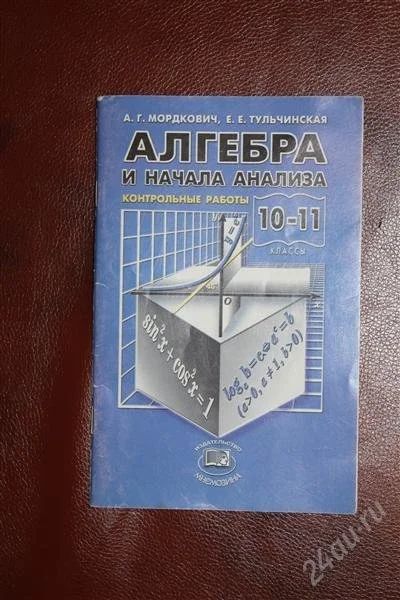 А. Г. МОРДКОВИЧ, Е. Е. ТУЛЬЧИНСКАЯ
АЛГЕБРА
И НАЧАЛА АНАЛИЗА
КОНТРОЛЬНЫЕ РАБОТЫ
10-11
КЛАССЫ
O
sin²x + cos²x = 1
logₐb=c⇔aᶜ=b
(a>0, a≠1, b>0)
ИЗДАТЕЛЬСТВО
МНЕМОЗИНА
24au.ru